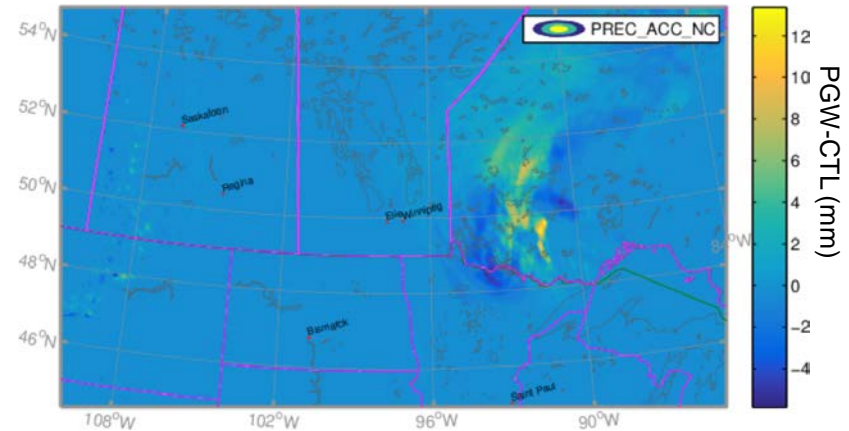 PREC_ACC_NC
54°N
52°N
50°N
48°N
46°N
108°W
102°W
96°W
90°W
84°W
Saskatoon
Regina
Winnipeg
Bismarck
Saint Paul
12
10
8
6
4
2
0
−2
−4
PGW-CTL (mm)